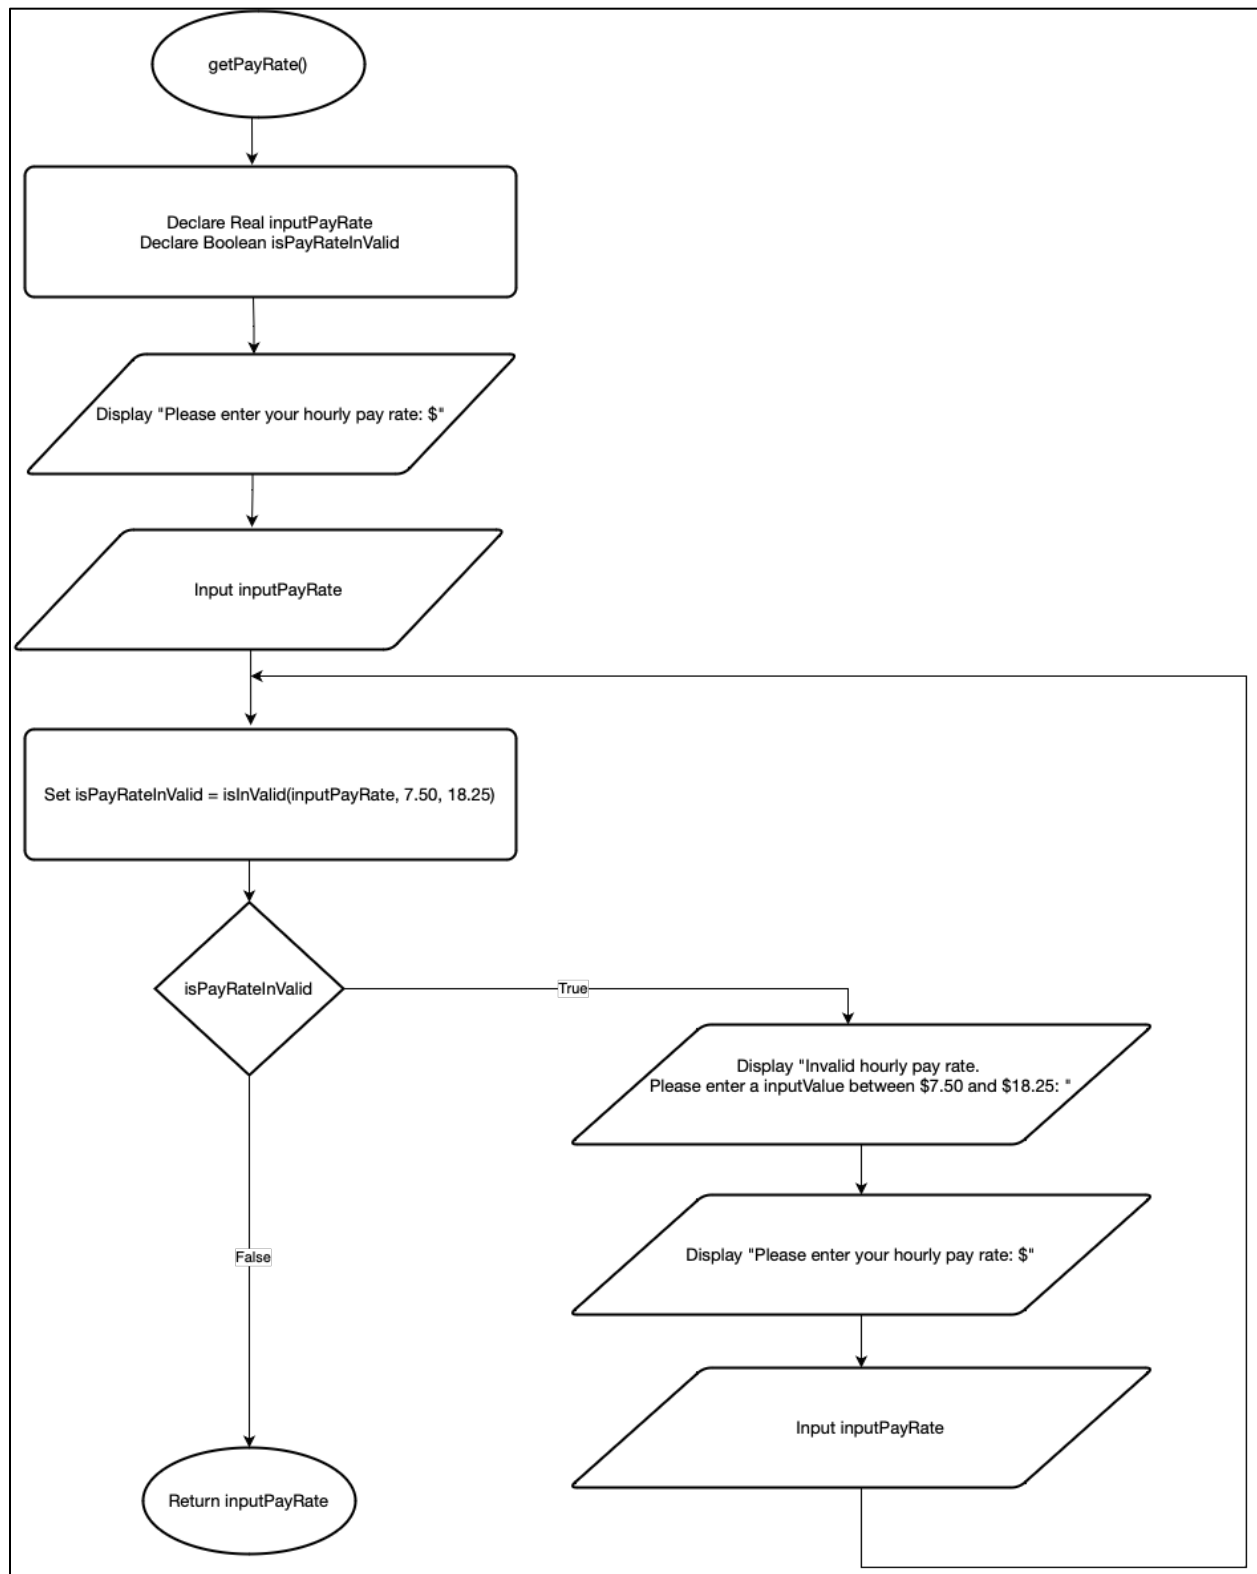 getPayRate()
Declare Real inputPayRate
Declare Boolean isPayRateInValid
Display "Please enter your hourly pay rate: $"
Input inputPayRate
Set isPayRateInValid = isInValid(inputPayRate, 7.50, 18.25)
isPayRateInValid
True
Display "Invalid hourly pay rate.
Please enter a inputValue between $7.50 and $18.25: "
Display "Please enter your hourly pay rate: $"
Input inputPayRate
False
Return inputPayRate